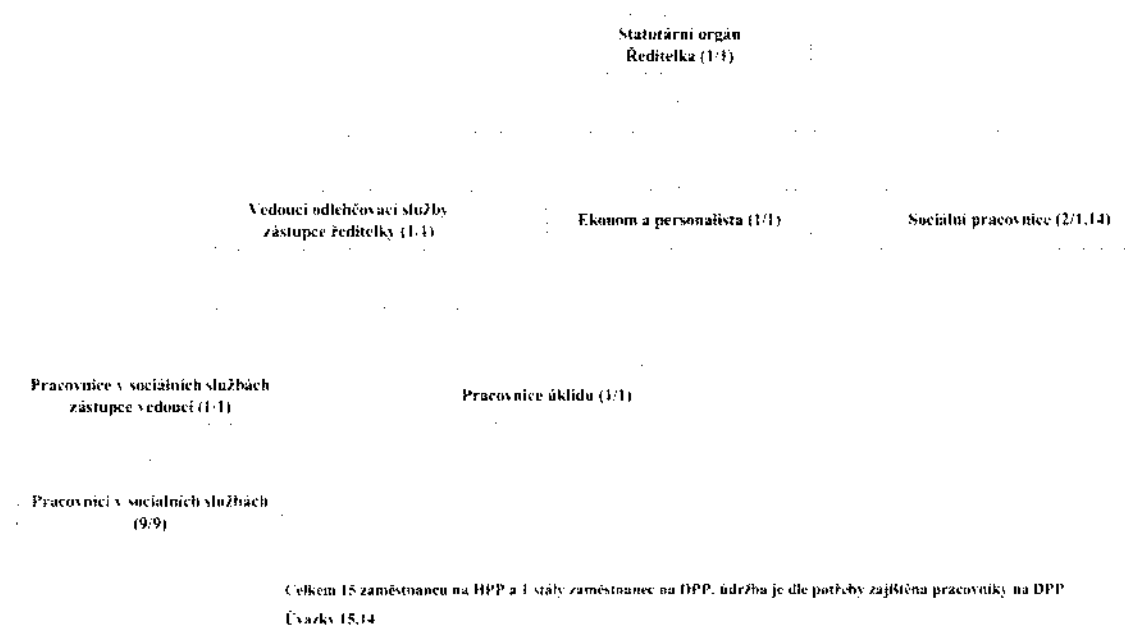 Statutární orgán
Ředitelka (1/1)
Vedoucí odlehčovací služby
zástupce ředitelky (1/1)
Ekonom a personalista (1/1)
Sociální pracovnice (2/1,14)
Pracovnice v sociálních službách
zástupce vedoucí (1/1)
Pracovnice úklidu (1/1)
Pracovníci v sociálních službách
(9/9)
Celkem 15 zaměstnanců na HPP a 1 stálý zaměstnanec na DPP, údržba je dle potřeby zajištěna pracovníky na DPP
Úvazky 15,14